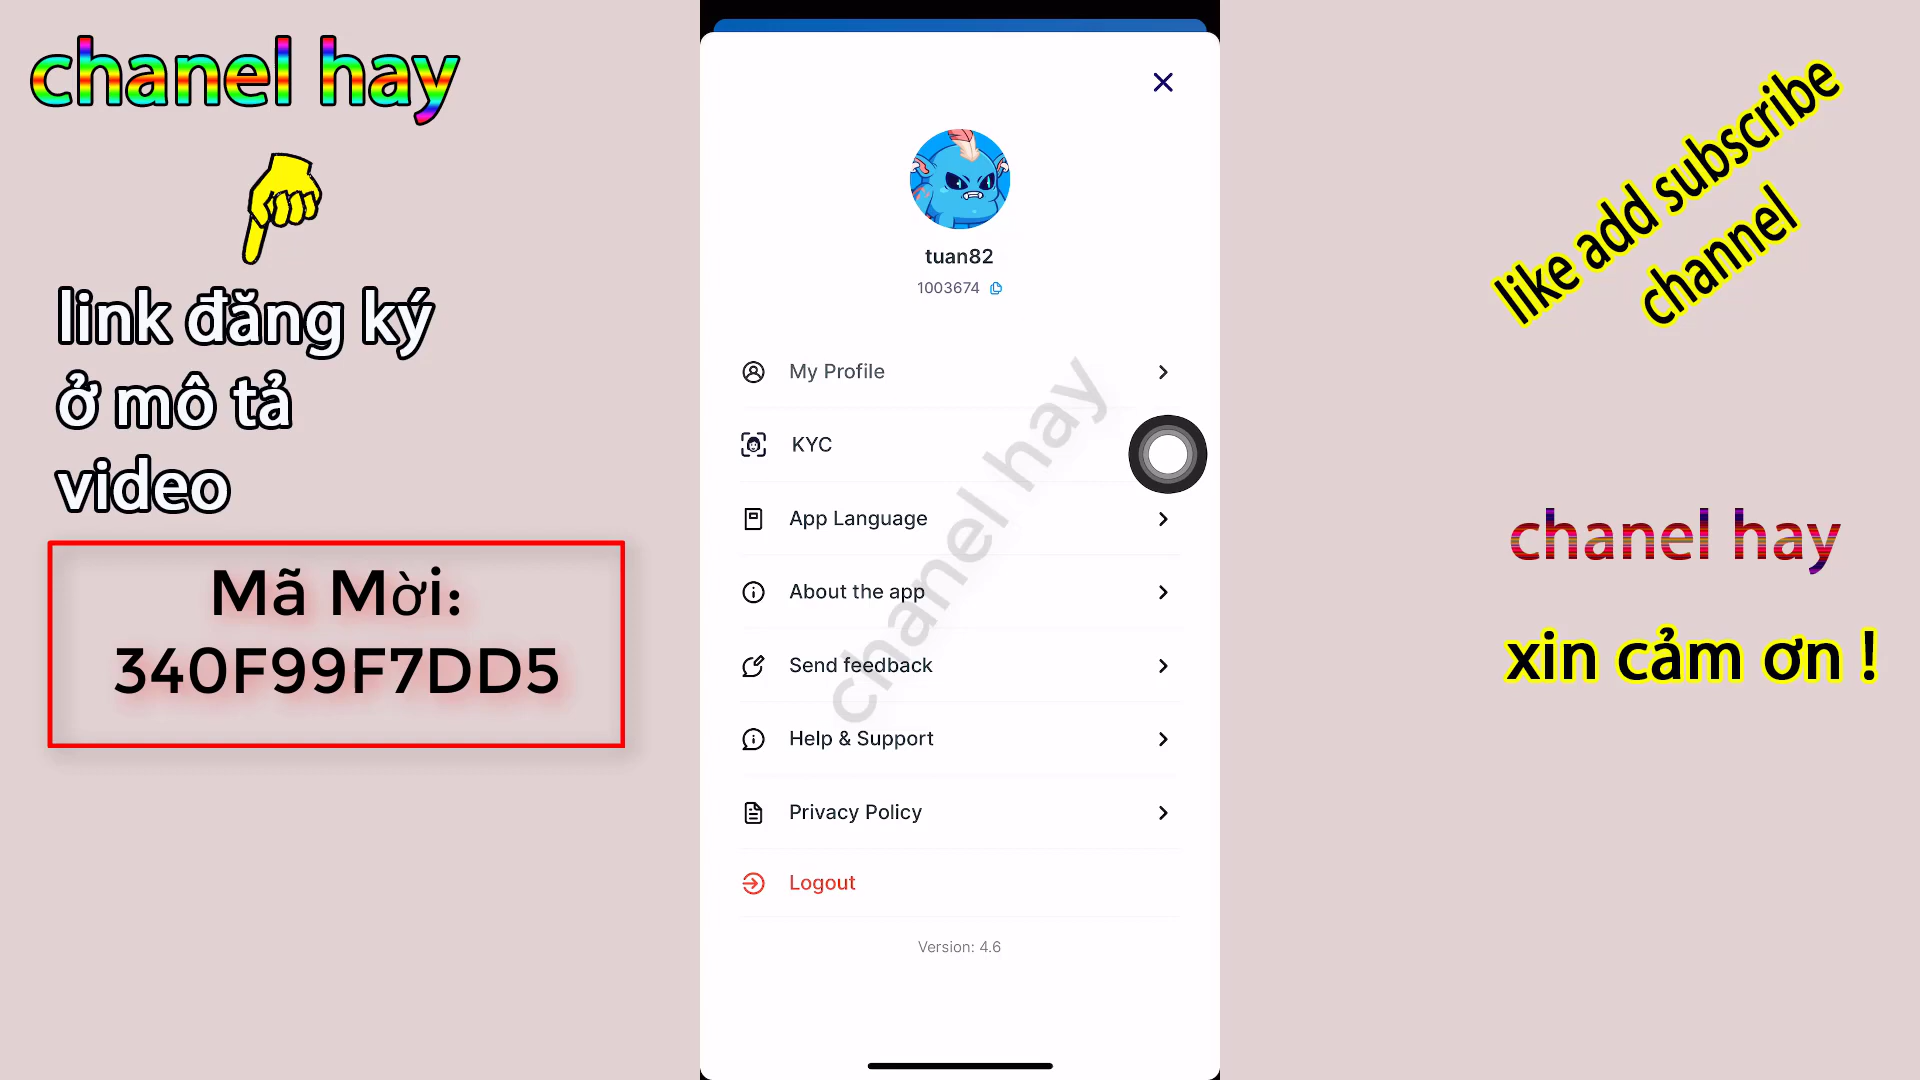 chanel hay
link đăng ký
ở mô tả
video
Mã Mời:
340F99F7DD5
tuan82
1003674
My Profile
KYC
App Language
About the app
Send feedback
Help & Support
Privacy Policy
Logout
Version: 4.6
chanel hay
like add subscribe
channel
chanel hay
xin cảm ơn !